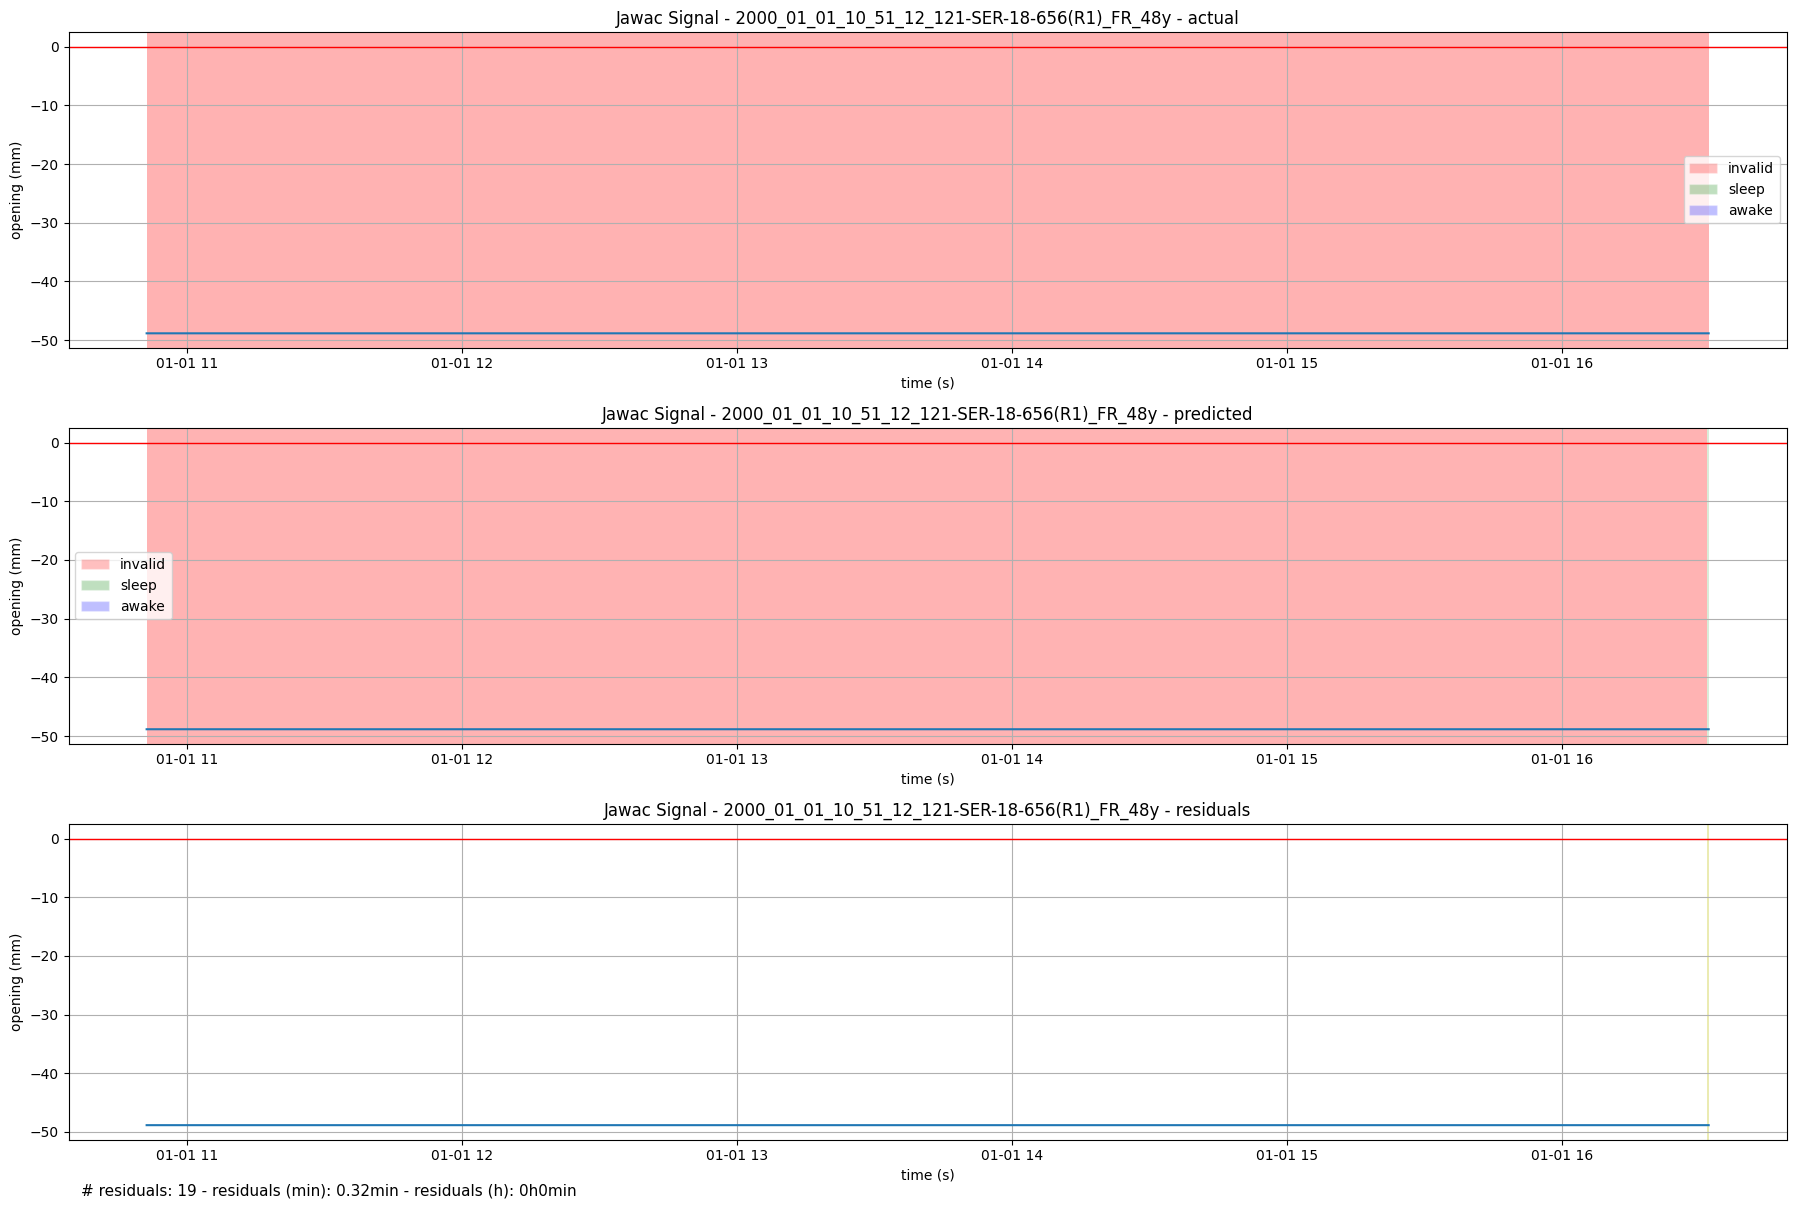 Jawac Signal - 2000_01_01_10_51_12_121-SER-18-656(R1)_FR_48y - actual
0
−10
−20
−30
−40
−50
opening (mm)
invalid
sleep
awake
01-01 11 01-01 12 01-01 13 01-01 14 01-01 15 01-01 16
time (s)
Jawac Signal - 2000_01_01_10_51_12_121-SER-18-656(R1)_FR_48y - predicted
0
−10
−20
−30
−40
−50
opening (mm)
invalid
sleep
awake
01-01 11 01-01 12 01-01 13 01-01 14 01-01 15 01-01 16
time (s)
Jawac Signal - 2000_01_01_10_51_12_121-SER-18-656(R1)_FR_48y - residuals
0
−10
−20
−30
−40
−50
opening (mm)
01-01 11 01-01 12 01-01 13 01-01 14 01-01 15 01-01 16
time (s)
# residuals: 19 - residuals (min): 0.32min - residuals (h): 0h0min